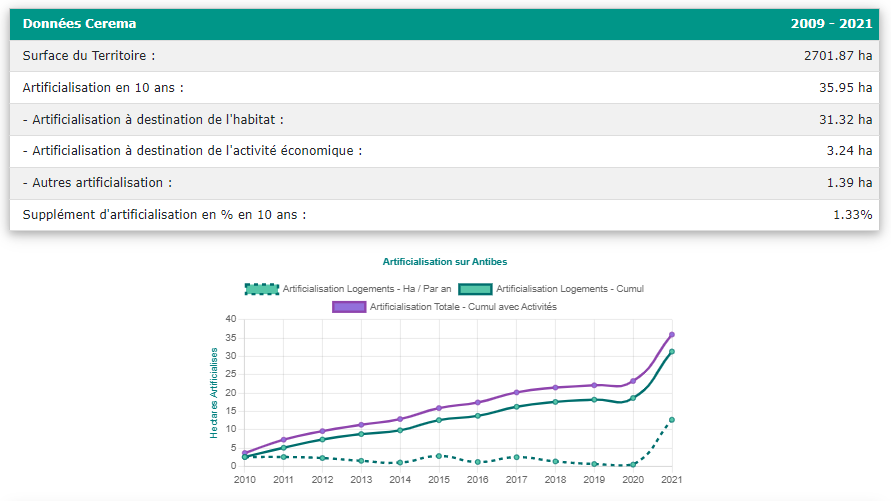 Données Cerema 2009 - 2021
Surface du Territoire : 2701.87 ha
Artificialisation en 10 ans : 35.95 ha
- Artificialisation à destination de l'habitat : 31.32 ha
- Artificialisation à destination de l'activité économique : 3.24 ha
- Autres artificialisation : 1.39 ha
Supplément d'artificialisation en % en 10 ans : 1.33%
Artificialisation sur Antibes
Artificialisation Logements - Ha / Par an Artificialisation Logements - Cumul
Artificialisation Totale - Cumul avec Activités
Hectares Artificialises
40
35
30
25
20
15
10
5
0
2010 2011 2012 2013 2014 2015 2016 2017 2018 2019 2020 2021